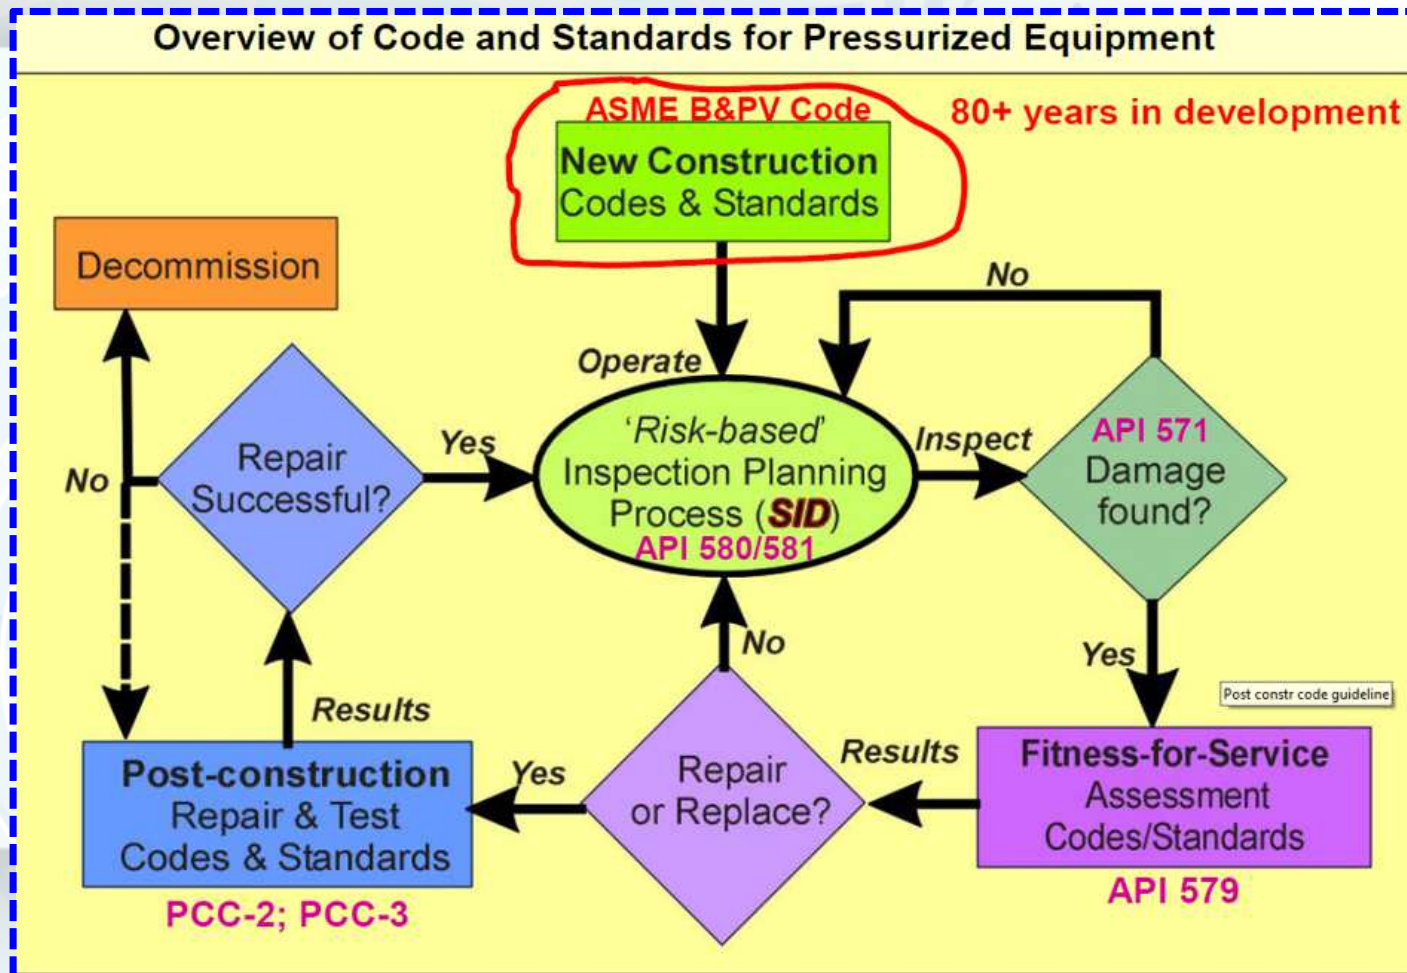 Overview of Code and Standards for Pressurized Equipment
ASME B&PV Code
80+ years in development
New Construction
Codes & Standards
Decommission
No
Operate
'Risk-based'
Inspection Planning
Process (SID)
API 580/581
Inspect
API 571
Damage
found?
Repair
Successful?
Yes
No
No
Yes
Post constr code guideline
Results
Post-construction
Repair & Test
Codes & Standards
PCC-2; PCC-3
Yes
Repair
or Replace?
Results
Fitness-for-Service
Assessment
Codes/Standards
API 579